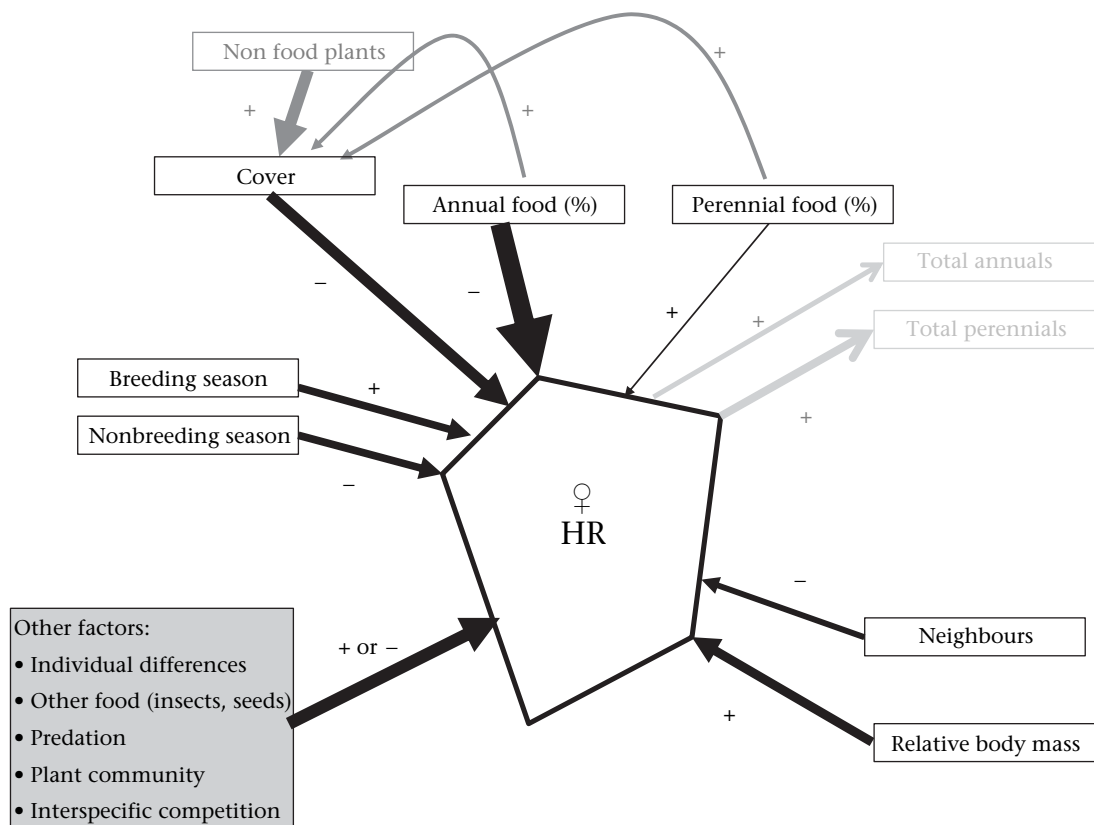 Non food plants
+
+
+
Cover
Annual food (%)
Perennial food (%)
Total annuals
−
−
+
+
Total perennials
Breeding season
+
+
Nonbreeding season
−
♀
HR
−
Other factors:
• Individual differences
• Other food (insects, seeds)
• Predation
• Plant community
• Interspecific competition
+ or −
Neighbours
+
Relative body mass